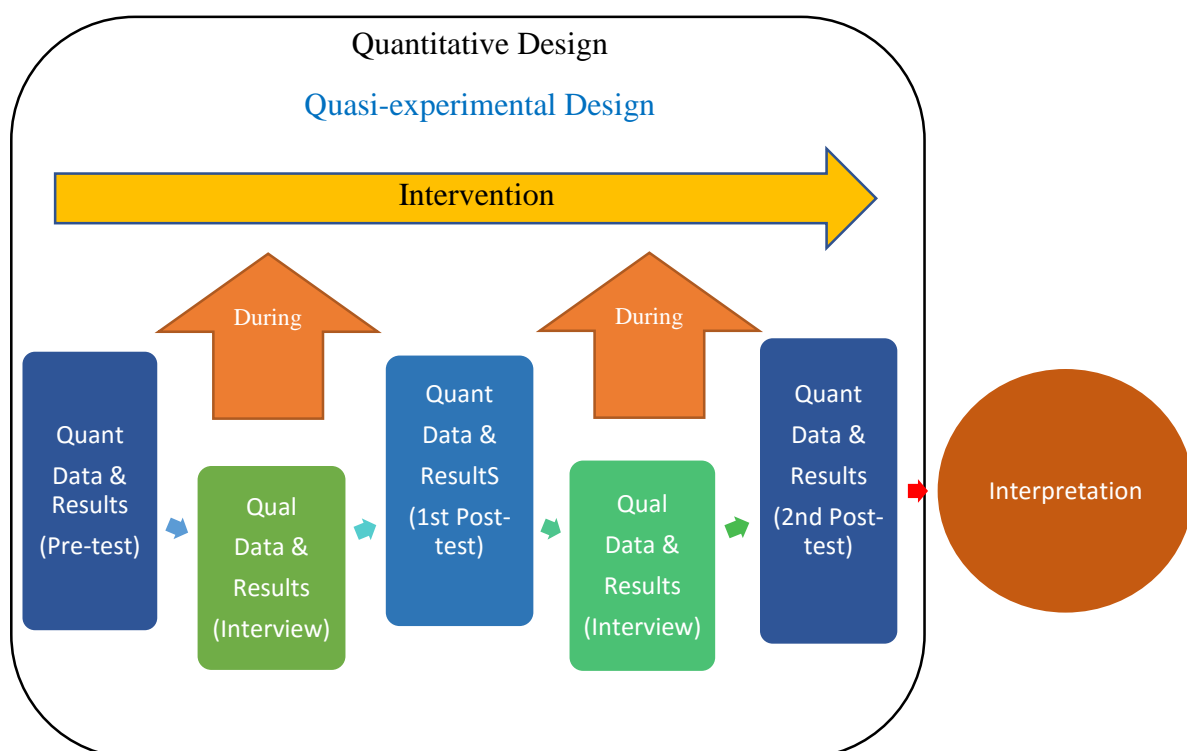 Quantitative Design
Quasi-experimental Design
Intervention
During
During
Quant
Data &
Results
(Pre-test)
Qual
Data &
Results
(Interview)
Quant
Data &
ResultS
(1st Post-
test)
Qual
Data &
Results
(Interview)
Quant
Data &
Results
(2nd Post-
test)
Interpretation